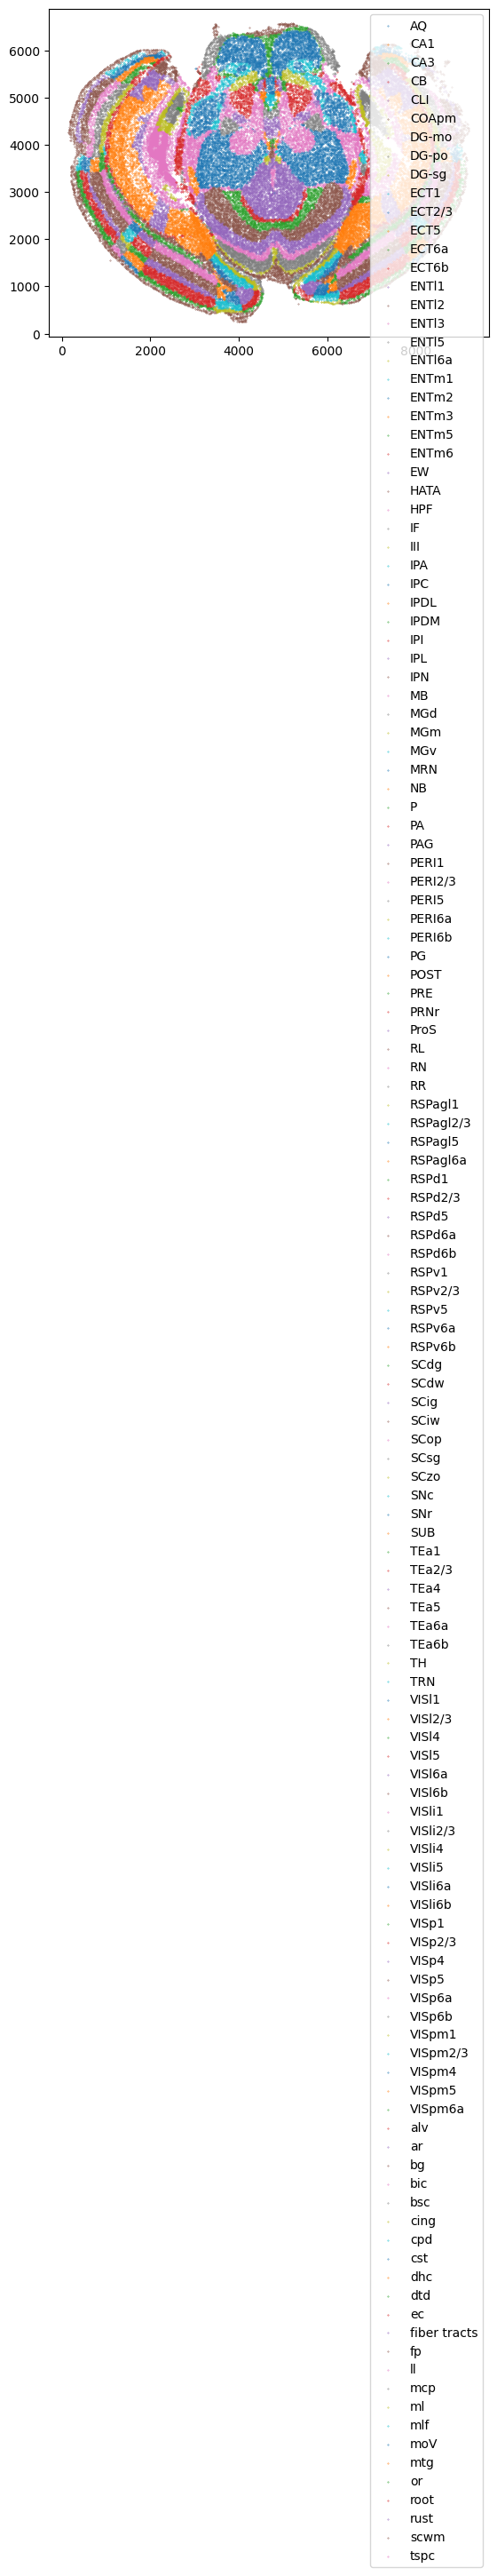 6000
5000
4000
3000
2000
1000
0
0
2000
4000
6000
8000
AQ
CA1
CA3
CB
CLI
COApm
DG-mo
DG-po
DG-sg
ECT1
ECT2/3
ECT5
ECT6a
ECT6b
ENTl1
ENTl2
ENTl3
ENTl5
ENTl6a
ENTm1
ENTm2
ENTm3
ENTm5
ENTm6
EW
HATA
HPF
IF
III
IPA
IPC
IPDL
IPDM
IPI
IPL
IPN
MB
MGd
MGm
MGv
MRN
NB
P
PA
PAG
PERI1
PERI2/3
PERI5
PERI6a
PERI6b
PG
POST
PRE
PRNr
ProS
RL
RN
RR
RSPagl1
RSPagl2/3
RSPagl5
RSPagl6a
RSPd1
RSPd2/3
RSPd5
RSPd6a
RSPd6b
RSPv1
RSPv2/3
RSPv5
RSPv6a
RSPv6b
SCdg
SCdw
SCig
SCiw
SCop
SCsg
SCzo
SNc
SNr
SUB
TEa1
TEa2/3
TEa4
TEa5
TEa6a
TEa6b
TH
TRN
VISl1
VISl2/3
VISl4
VISl5
VISl6a
VISl6b
VISli1
VISli2/3
VISli4
VISli5
VISli6a
VISli6b
VISp1
VISp2/3
VISp4
VISp5
VISp6a
VISp6b
VISpm1
VISpm2/3
VISpm4
VISpm5
VISpm6a
alv
ar
bg
bic
bsc
cing
cpd
cst
dhc
dtd
ec
fiber tracts
fp
ll
mcp
ml
mlf
moV
mtg
or
root
rust
scwm
tspc